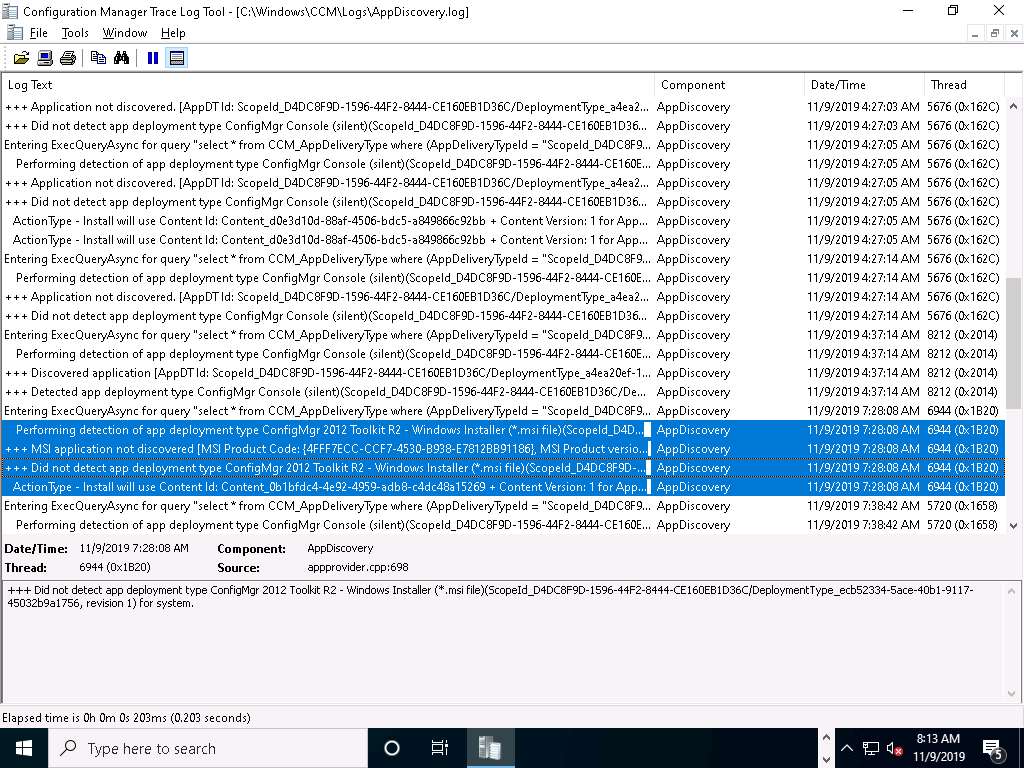 Configuration Manager Trace Log Tool - [C:\Windows\CCM\Logs\AppDiscovery.log]
File Tools Window Help
Log Text Component Date/Time Thread
+++ Application not discovered. [AppDT Id: ScopeId_D4DC8F9D-1596-44F2-8444-CE160EB1D36C/DeploymentType_a4ea2... AppDiscovery 11/9/2019 4:27:03 AM 5676 (0x162C)
+++ Did not detect app deployment type ConfigMgr Console (silent)(ScopeId_D4DC8F9D-1596-44F2-8444-CE160EB1D36... AppDiscovery 11/9/2019 4:27:03 AM 5676 (0x162C)
Entering ExecQueryAsync for query "select * from CCM_AppDeliveryType where (AppDeliveryTypeId = "ScopeId_D4DC8F9... AppDiscovery 11/9/2019 4:27:05 AM 5676 (0x162C)
Performing detection of app deployment type ConfigMgr Console (silent)(ScopeId_D4DC8F9D-1596-44F2-8444-CE160E... AppDiscovery 11/9/2019 4:27:05 AM 5676 (0x162C)
+++ Application not discovered. [AppDT Id: ScopeId_D4DC8F9D-1596-44F2-8444-CE160EB1D36C/DeploymentType_a4ea2... AppDiscovery 11/9/2019 4:27:05 AM 5676 (0x162C)
+++ Did not detect app deployment type ConfigMgr Console (silent)(ScopeId_D4DC8F9D-1596-44F2-8444-CE160EB1D36... AppDiscovery 11/9/2019 4:27:05 AM 5676 (0x162C)
ActionType - Install will use Content Id: Content_d0e3d10d-88af-4506-bdc5-a849866c92bb + Content Version: 1 for App... AppDiscovery 11/9/2019 4:27:05 AM 5676 (0x162C)
ActionType - Install will use Content Id: Content_d0e3d10d-88af-4506-bdc5-a849866c92bb + Content Version: 1 for App... AppDiscovery 11/9/2019 4:27:05 AM 5676 (0x162C)
Entering ExecQueryAsync for query "select * from CCM_AppDeliveryType where (AppDeliveryTypeId = "ScopeId_D4DC8F9... AppDiscovery 11/9/2019 4:27:14 AM 5676 (0x162C)
Performing detection of app deployment type ConfigMgr Console (silent)(ScopeId_D4DC8F9D-1596-44F2-8444-CE160E... AppDiscovery 11/9/2019 4:27:14 AM 5676 (0x162C)
+++ Application not discovered. [AppDT Id: ScopeId_D4DC8F9D-1596-44F2-8444-CE160EB1D36C/DeploymentType_a4ea2... AppDiscovery 11/9/2019 4:27:14 AM 5676 (0x162C)
+++ Did not detect app deployment type ConfigMgr Console (silent)(ScopeId_D4DC8F9D-1596-44F2-8444-CE160EB1D36... AppDiscovery 11/9/2019 4:27:14 AM 5676 (0x162C)
Entering ExecQueryAsync for query "select * from CCM_AppDeliveryType where (AppDeliveryTypeId = "ScopeId_D4DC8F9... AppDiscovery 11/9/2019 4:37:14 AM 8212 (0x2014)
Performing detection of app deployment type ConfigMgr Console (silent)(ScopeId_D4DC8F9D-1596-44F2-8444-CE160E... AppDiscovery 11/9/2019 4:37:14 AM 8212 (0x2014)
+++ Discovered application [AppDT Id: ScopeId_D4DC8F9D-1596-44F2-8444-CE160EB1D36C/DeploymentType_a4ea20ef-1... AppDiscovery 11/9/2019 4:37:14 AM 8212 (0x2014)
+++ Detected app deployment type ConfigMgr Console (silent)(ScopeId_D4DC8F9D-1596-44F2-8444-CE160EB1D36C/De... AppDiscovery 11/9/2019 4:37:14 AM 8212 (0x2014)
Entering ExecQueryAsync for query "select * from CCM_AppDeliveryType where (AppDeliveryTypeId = "ScopeId_D4DC8F9... AppDiscovery 11/9/2019 7:28:08 AM 6944 (0x1B20)
Performing detection of app deployment type ConfigMgr 2012 Toolkit R2 - Windows Installer (*.msi file)(ScopeId_D4D... AppDiscovery 11/9/2019 7:28:08 AM 6944 (0x1B20)
+++ MSI application not discovered [MSI Product Code: {4FFF7ECC-CCF7-4530-B938-E7812BB91186}, MSI Product versio... AppDiscovery 11/9/2019 7:28:08 AM 6944 (0x1B20)
+++ Did not detect app deployment type ConfigMgr 2012 Toolkit R2 - Windows Installer (*.msi file)(ScopeId_D4DC8F9D-... AppDiscovery 11/9/2019 7:28:08 AM 6944 (0x1B20)
ActionType - Install will use Content Id: Content_0b1bfdc4-4e92-4959-adb8-c4dc48a15269 + Content Version: 1 for App... AppDiscovery 11/9/2019 7:28:08 AM 6944 (0x1B20)
Entering ExecQueryAsync for query "select * from CCM_AppDeliveryType where (AppDeliveryTypeId = "ScopeId_D4DC8F9... AppDiscovery 11/9/2019 7:38:42 AM 5720 (0x1658)
Performing detection of app deployment type ConfigMgr Console (silent)(ScopeId_D4DC8F9D-1596-44F2-8444-CE160E... AppDiscovery 11/9/2019 7:38:42 AM 5720 (0x1658)
Date/Time: 11/9/2019 7:28:08 AM Component: AppDiscovery
Thread: 6944 (0x1B20) Source: appprovider.cpp:698
+++ Did not detect app deployment type ConfigMgr 2012 Toolkit R2 - Windows Installer (*.msi file)(ScopeId_D4DC8F9D-1596-44F2-8444-CE160EB1D36C/DeploymentType_ecb52334-5ace-40b1-9117-
45032b9a1756, revision 1) for system.
Elapsed time is 0h 0m 0s 203ms (0.203 seconds)
Type here to search
8:13 AM
11/9/2019
5